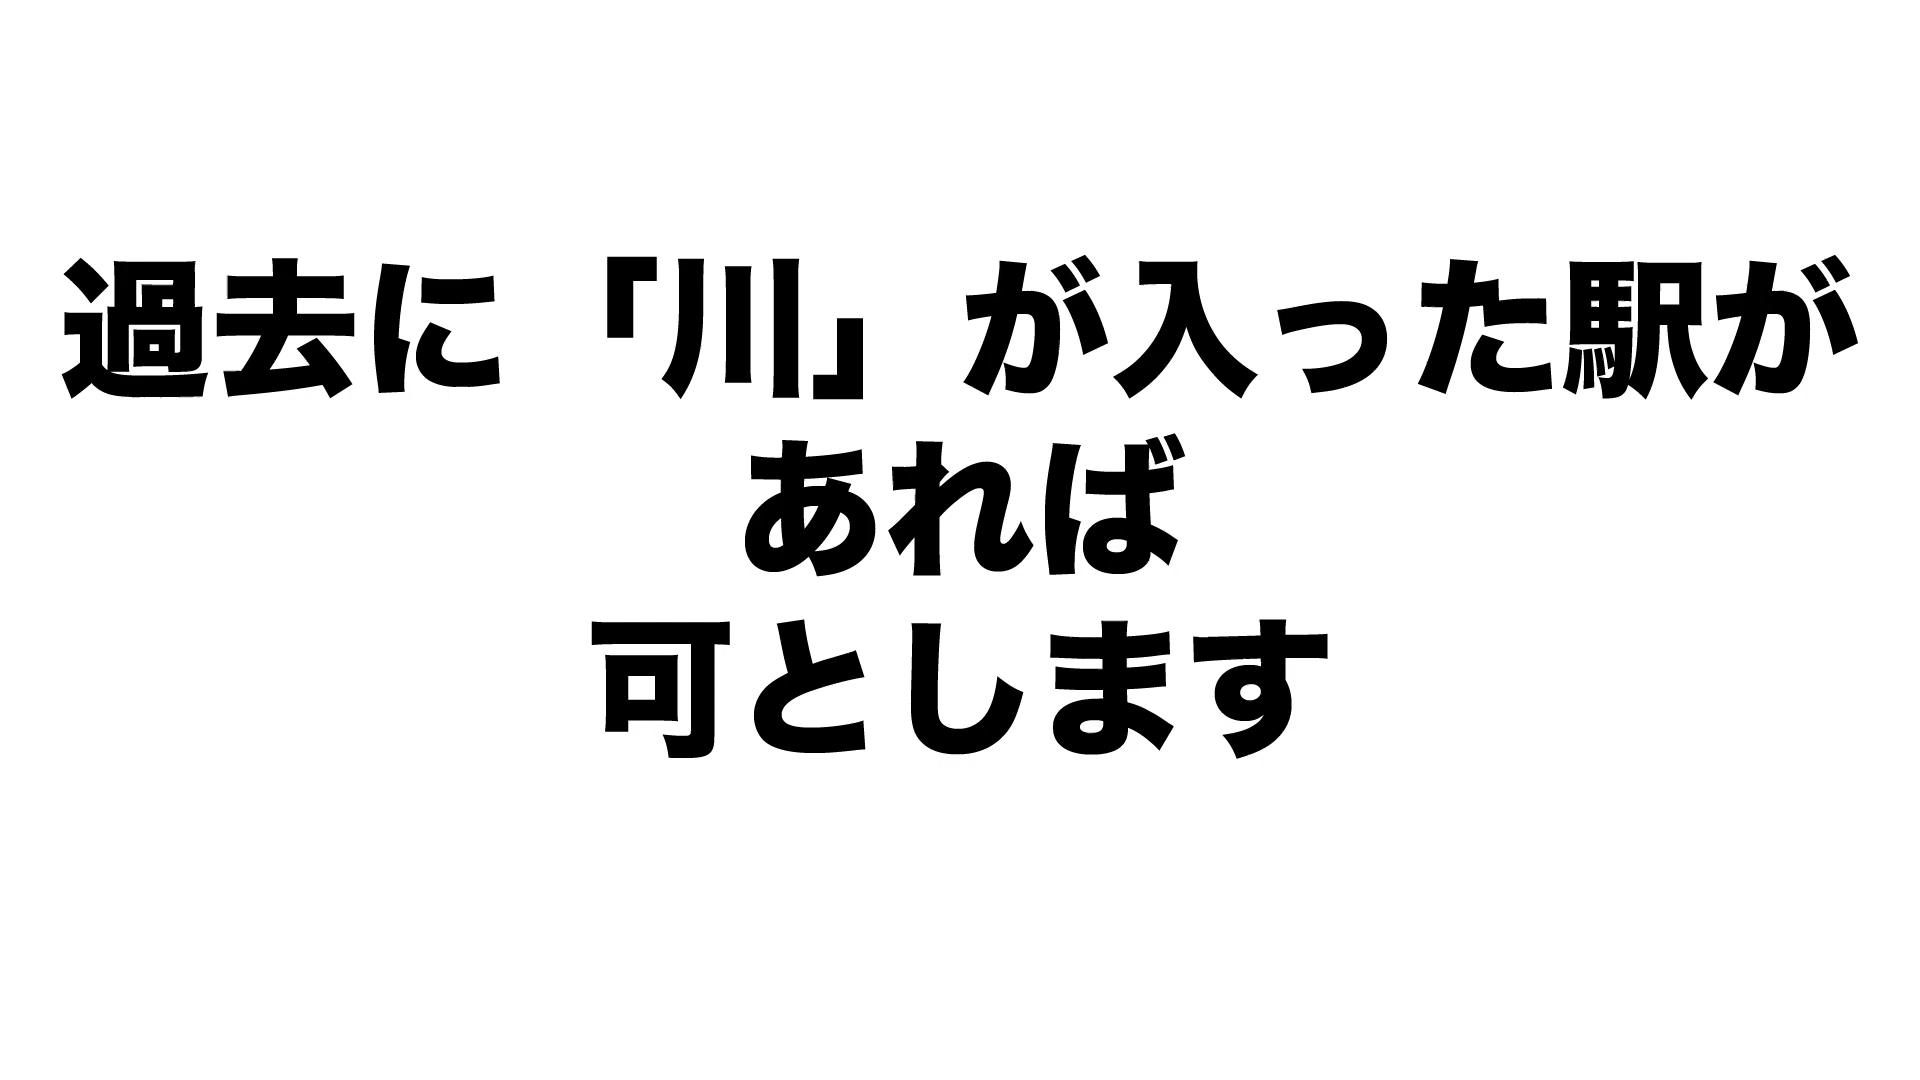 過去に「川」が入った駅が
あれば
可とします